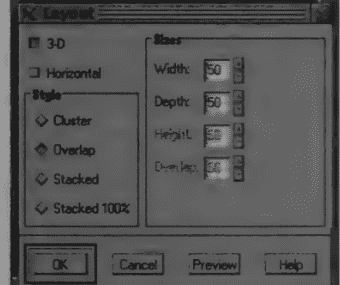 Layout
3-D
Horizontal
Style
Cluster
Overlap
Stacked
Stacked 100%
Sizes
Width: 50
Depth: 50
Height:
Overlap:
OK Cancel Preview Help